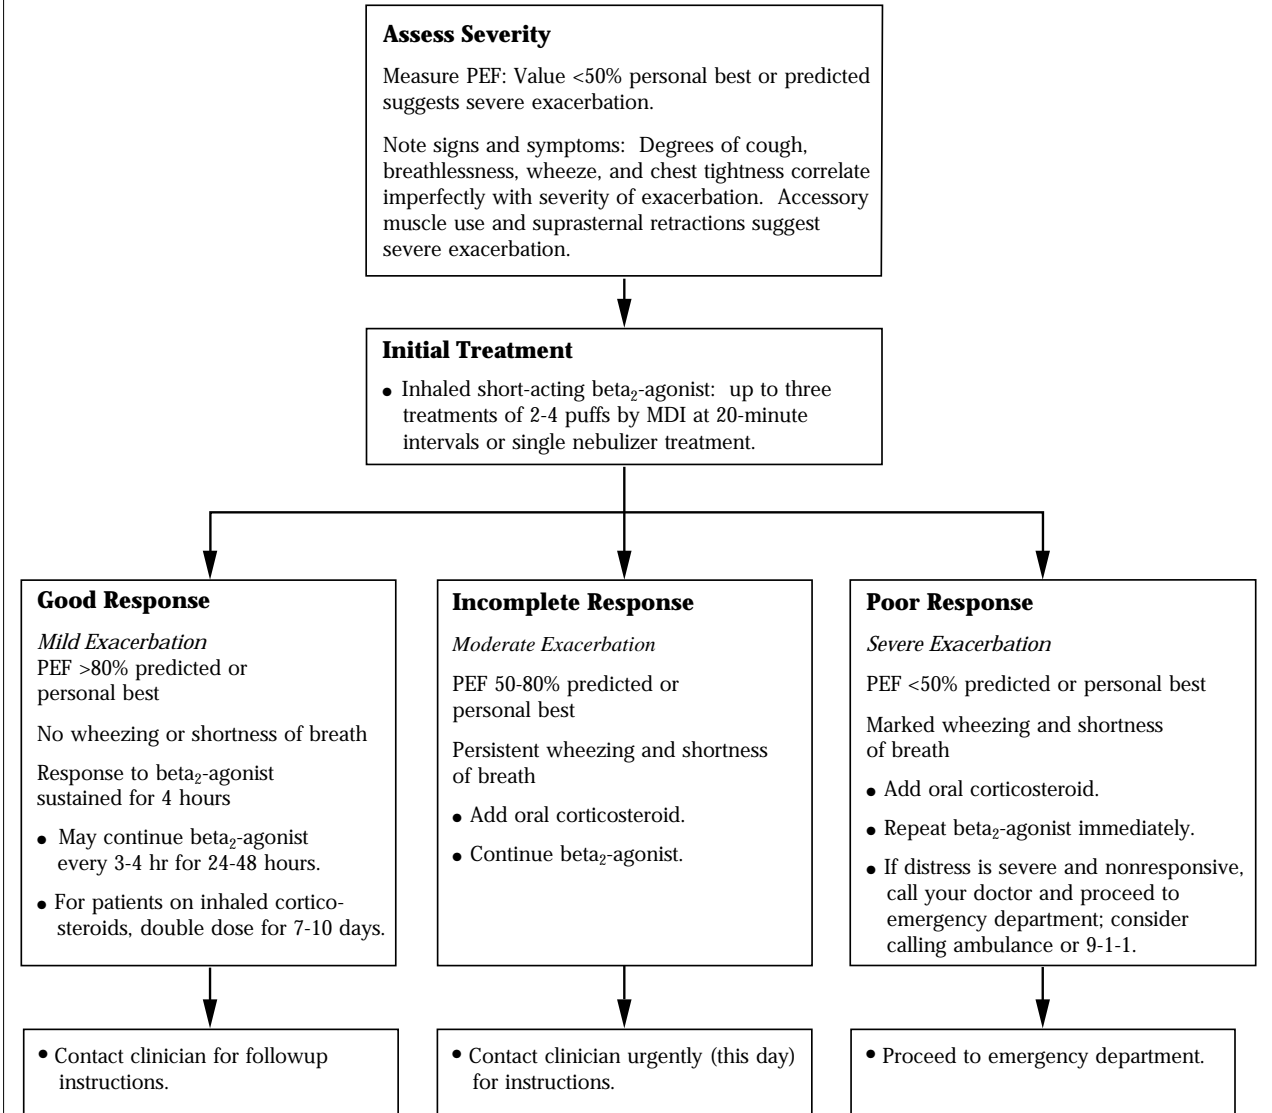 Assess Severity
Measure PEF: Value <50% personal best or predicted
suggests severe exacerbation.
Note signs and symptoms: Degrees of cough,
breathlessness, wheeze, and chest tightness correlate
imperfectly with severity of exacerbation. Accessory
muscle use and suprasternal retractions suggest
severe exacerbation.
Initial Treatment
• Inhaled short-acting beta₂-agonist: up to three
treatments of 2-4 puffs by MDI at 20-minute
intervals or single nebulizer treatment.
Good Response
Mild Exacerbation
PEF >80% predicted or
personal best
No wheezing or shortness of breath
Response to beta₂-agonist
sustained for 4 hours
• May continue beta₂-agonist
every 3-4 hr for 24-48 hours.
• For patients on inhaled cortico-
steroids, double dose for 7-10 days.
• Contact clinician for followup
instructions.
Incomplete Response
Moderate Exacerbation
PEF 50-80% predicted or
personal best
Persistent wheezing and shortness
of breath
• Add oral corticosteroid.
• Continue beta₂-agonist.
• Contact clinician urgently (this day)
for instructions.
Poor Response
Severe Exacerbation
PEF <50% predicted or personal best
Marked wheezing and shortness
of breath
• Add oral corticosteroid.
• Repeat beta₂-agonist immediately.
• If distress is severe and nonresponsive,
call your doctor and proceed to
emergency department; consider
calling ambulance or 9-1-1.
• Proceed to emergency department.